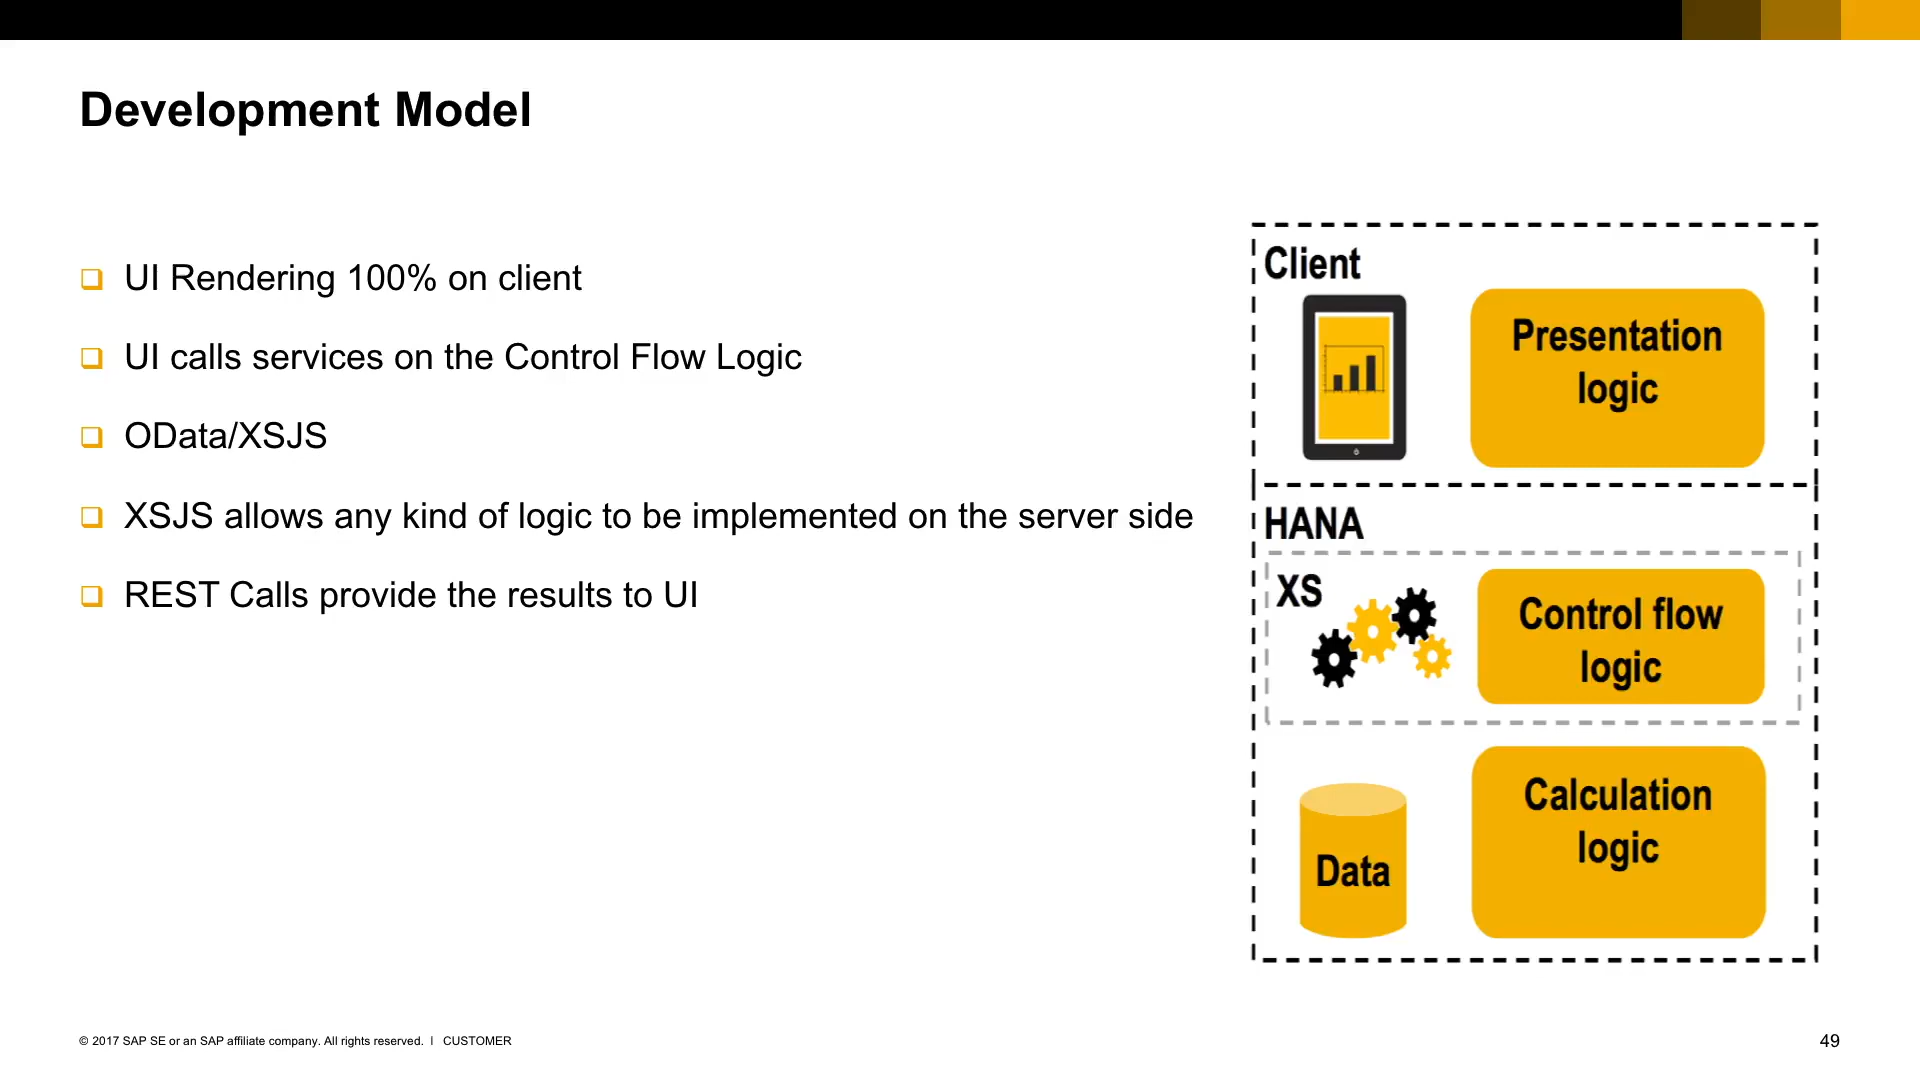 Development Model
UI Rendering 100% on client
UI calls services on the Control Flow Logic
OData/XSJS
XSJS allows any kind of logic to be implemented on the server side
REST Calls provide the results to UI
Client
Presentation
logic
HANA
XS
Control flow
logic
Calculation
logic
Data
© 2017 SAP SE or an SAP affiliate company. All rights reserved. | CUSTOMER
49